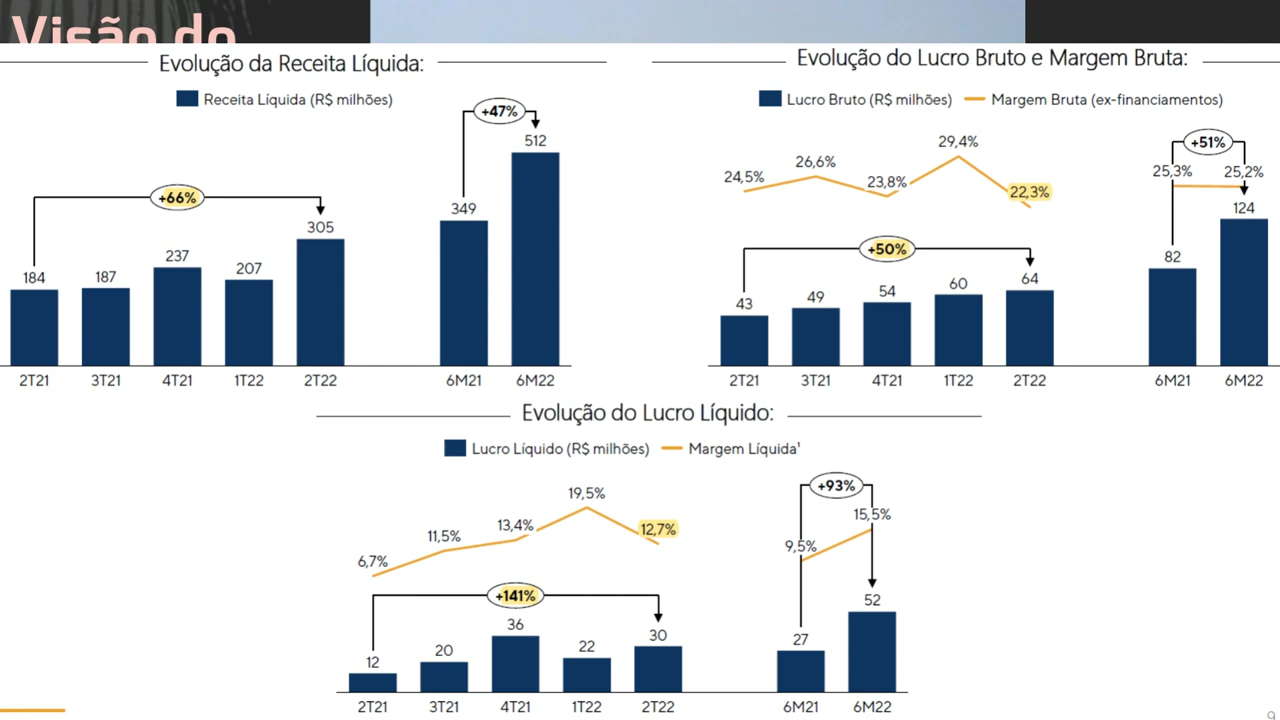 Visão do
Evolução da Receita Líquida:
Receita Líquida (R$ milhões)
+47%
512
+66%
349
305
237
207
184
187
2T21 3T21 4T21 1T22 2T22 6M21 6M22
Evolução do Lucro Bruto e Margem Bruta:
Lucro Bruto (R$ milhões) Margem Bruta (ex-financiamentos)
24,5% 26,6% 23,8% 29,4% 22,3%
+51%
25,3% 25,2%
+50%
43 49 54 60 64
82 124
2T21 3T21 4T21 1T22 2T22 6M21 6M22
Evolução do Lucro Líquido:
Lucro Líquido (R$ milhões) Margem Líquida¹
6,7% 11,5% 13,4% 19,5% 12,7%
+93%
9,5% 15,5%
+141%
12 20 36 22 30
27 52
2T21 3T21 4T21 1T22 2T22 6M21 6M22
9